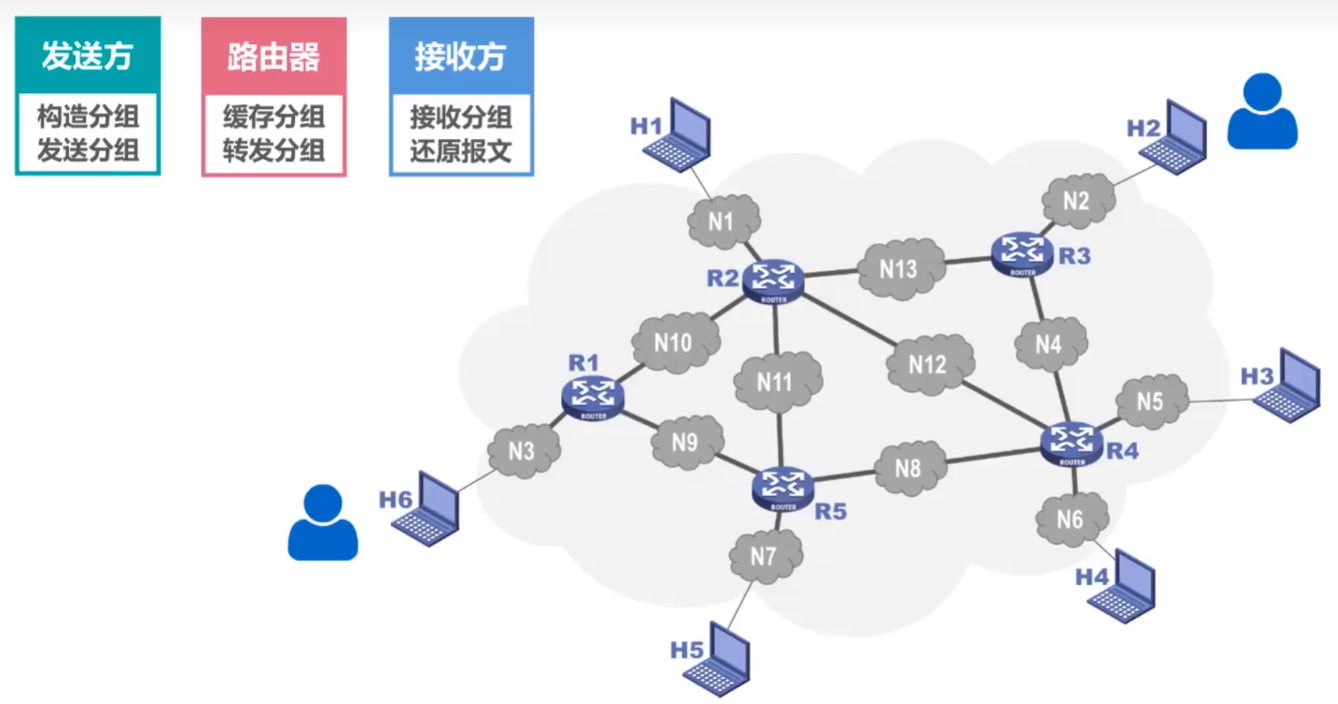 发送方
构造分组
发送分组
路由器
缓存分组
转发分组
接收方
接收分组
还原报文
H1
H2
N1
N2
R2
ROUTER
N13
R3
ROUTER
N10
N4
N12
R1
ROUTER
N11
H3
N5
N3
N9
N8
R4
ROUTER
H6
R5
ROUTER
N6
N7
H4
H5